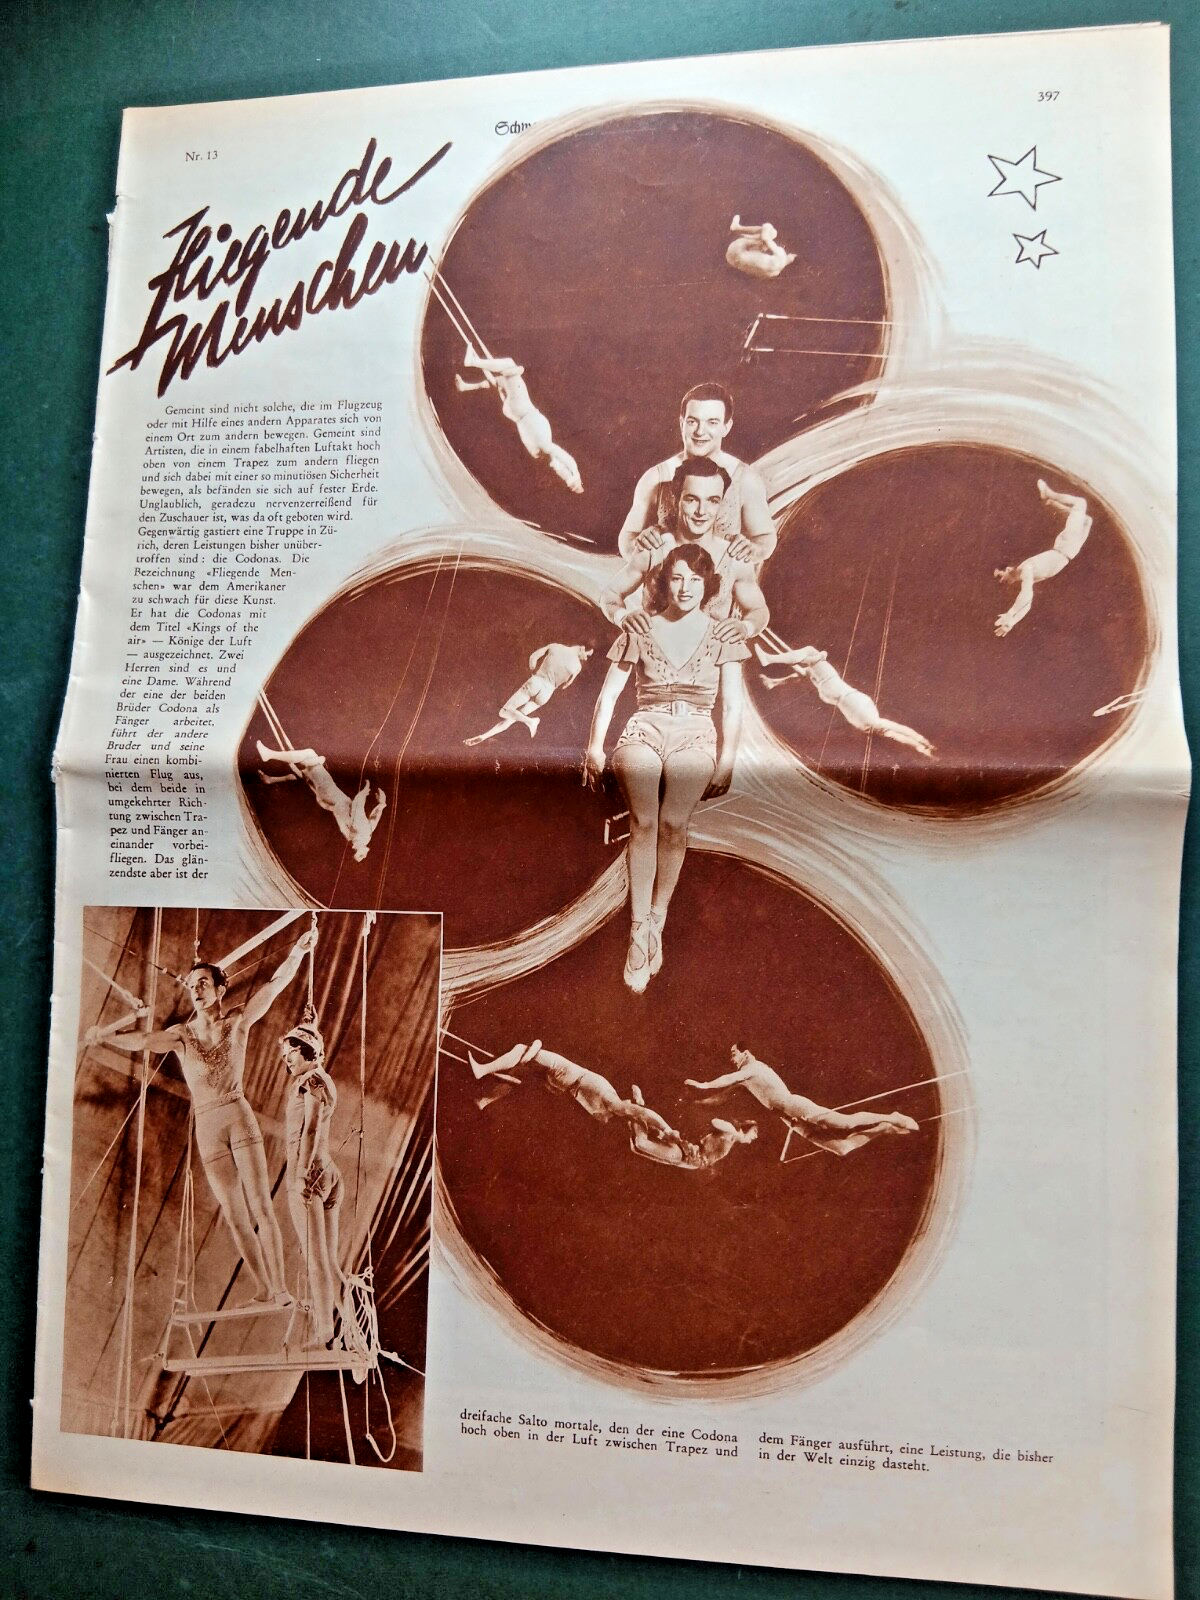 Nr. 13
397
Fliegende
Menschen
Gemeint sind nicht solche, die im Flugzeug
oder mit Hilfe eines andern Apparates sich von
einem Ort zum andern bewegen. Gemeint sind
Artisten, die in einem fabelhaften Luftakt hoch
oben von einem Trapez zum andern fliegen
und sich dabei mit einer so minutiösen Sicherheit
bewegen, als befänden sie sich auf fester Erde.
Unglaublich, geradezu nervenzerreißend für
den Zuschauer ist, was da oft geboten wird.
Gegenwärtig gastiert eine Truppe in Zü-
rich, deren Leistungen bisher unüber-
troffen sind: die Codonas. Die
Bezeichnung «Fliegende Men-
schen» war dem Amerikaner
zu schwach für diese Kunst.
Er hat die Codonas mit
dem Titel «Kings of the
air» — Könige der Luft
— ausgezeichnet. Zwei
Herren sind es und
eine Dame. Während
der eine der beiden
Brüder Codona als
Fänger arbeitet,
führt der andere
Bruder und seine
Frau einen kombi-
nierten Flug aus,
bei dem beide in
umgekehrter Rich-
tung zwischen Tra-
pez und Fänger an-
einander vorbei-
fliegen. Das glän-
zendste aber ist der
dreifache Salto mortale, den der eine Codona
hoch oben in der Luft zwischen Trapez und
dem Fänger ausführt, eine Leistung, die bisher
in der Welt einzig dasteht.